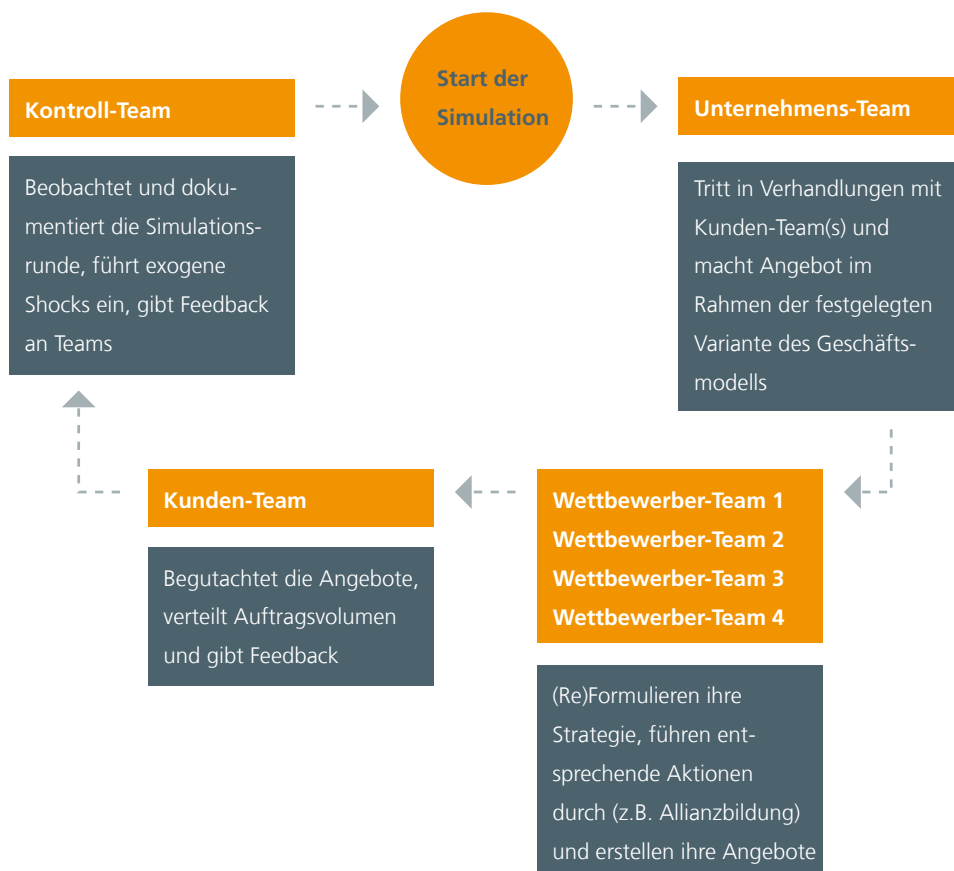 Start der
Simulation
Kontroll-Team
Beobachtet und doku-
mentiert die Simulations-
runde, führt exogene
Shocks ein, gibt Feedback
an Teams
Unternehmens-Team
Tritt in Verhandlungen mit
Kunden-Team(s) und
macht Angebot im
Rahmen der festgelegten
Variante des Geschäfts-
modells
Wettbewerber-Team 1
Wettbewerber-Team 2
Wettbewerber-Team 3
Wettbewerber-Team 4
(Re)Formulieren ihre
Strategie, führen ent-
sprechende Aktionen
durch (z.B. Allianzbildung)
und erstellen ihre Angebote
Kunden-Team
Begutachtet die Angebote,
verteilt Auftragsvolumen
und gibt Feedback